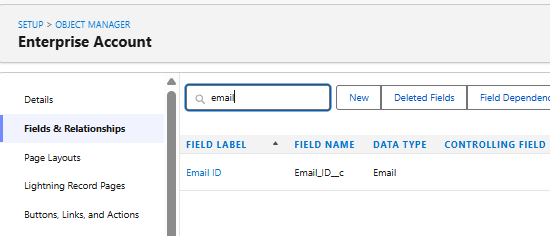 SETUP > OBJECT MANAGER
Enterprise Account
Details
Fields & Relationships
Page Layouts
Lightning Record Pages
Buttons, Links, and Actions
email
New
Deleted Fields
Field Dependenc
FIELD LABEL FIELD NAME DATA TYPE CONTROLLING FIELD
Email ID Email_ID__c Email